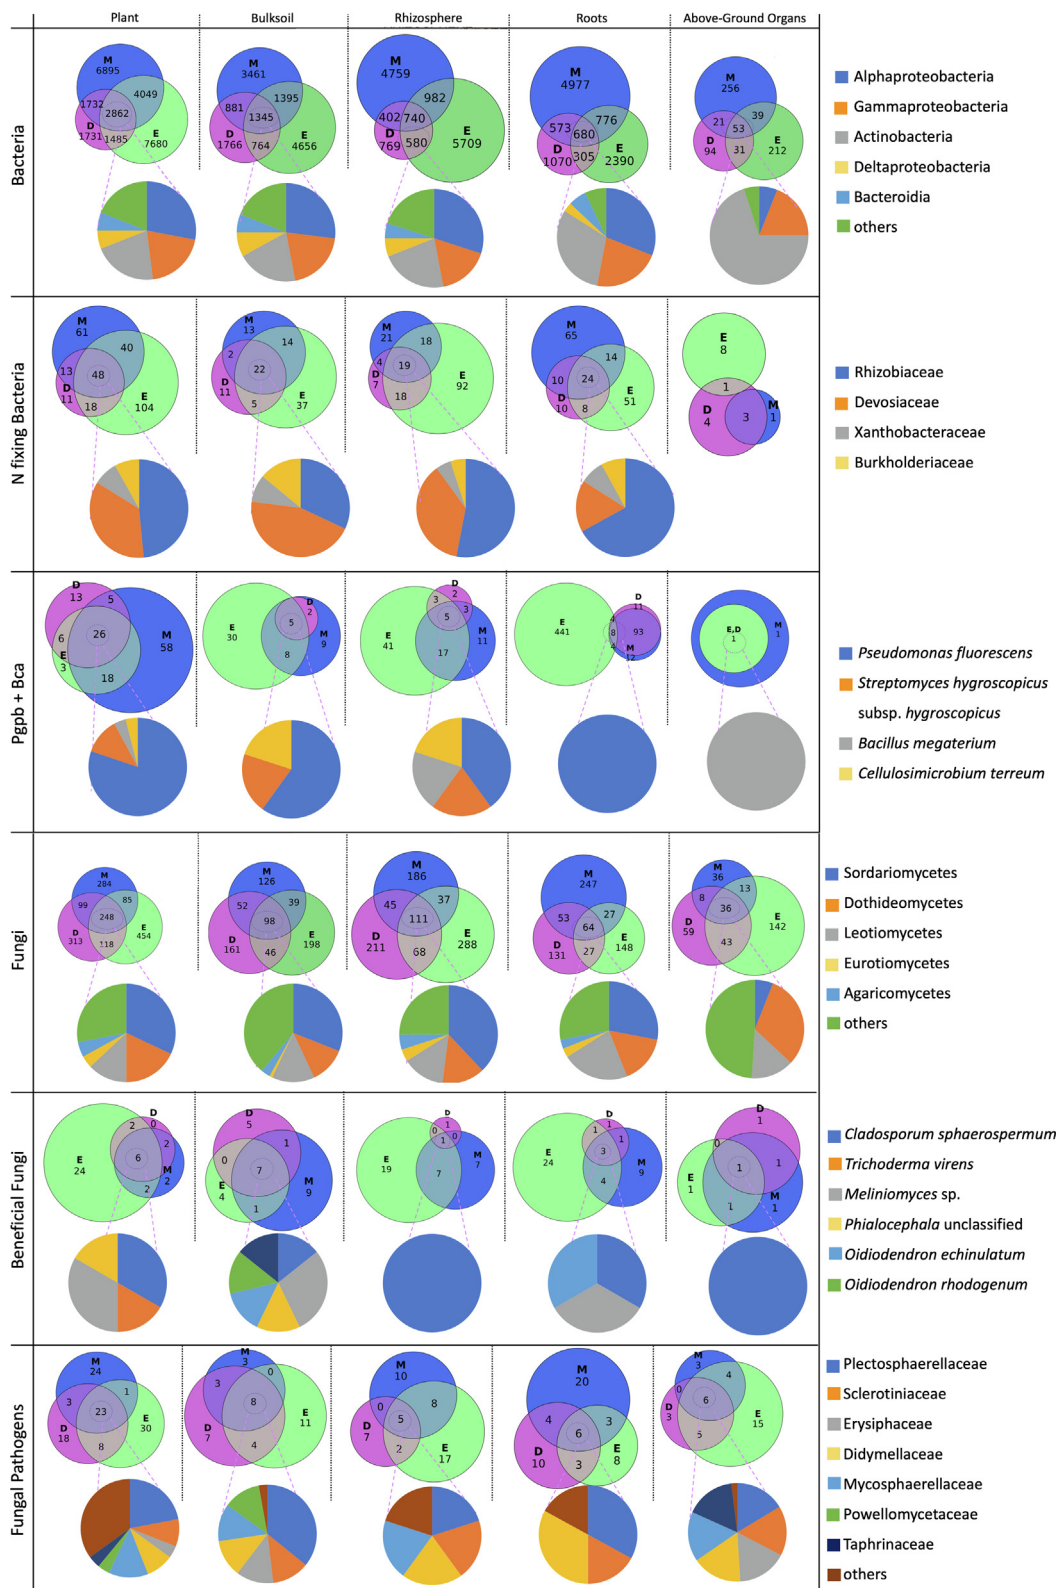 Plant Bulksoil Rhizosphere Roots Above-Ground Organs
Bacteria
M 6895
4049
1732
2862
D 1731
1485
E 7680
M 3461
1395
881
1345
D 1766
764
E 4656
M 4759
982
402
740
D 769
580
E 5709
M 4977
776
573
680
D 1070
305
E 2390
M 256
39
21
53
D 94
31
E 212
Alphaproteobacteria
Gammaproteobacteria
Actinobacteria
Deltaproteobacteria
Bacteroidia
others
N fixing Bacteria
M 61
40
13
48
D 11
18
E 104
M 13
14
2
22
D 11
5
E 37
M 21
18
4
19
D 7
18
E 92
M 65
14
10
24
D 10
8
E 51
E 8
1
D 4
3
M 1
Rhizobiaceae
Devosiaceae
Xanthobacteraceae
Burkholderiaceae
Pgpb + Bca
D 13
5
6
26
M 58
E 3
18
E 30
5
D 2
M 9
8
D 2
3
3
5
E 41
M 11
17
D 11
4
E 441
8
93
4
M 12
E,D 1
M 1
Pseudomonas fluorescens
Streptomyces hygroscopicus
subsp. hygroscopicus
Bacillus megaterium
Cellulosimicrobium terreum
Fungi
M 284
99
85
248
D 313
118
E 454
M 126
52
39
98
D 161
46
E 198
M 186
45
37
111
D 211
68
E 288
M 247
53
27
64
D 131
27
E 148
M 36
8
13
36
D 59
43
E 142
Sordariomycetes
Dothideomycetes
Leotiomycetes
Eurotiomycetes
Agaricomycetes
others
Beneficial Fungi
D 0
2
2
E 24
6
M 2
2
D 5
1
0
7
E 4
M 9
1
D 1
0
0
1
E 19
M 7
7
D 1
1
1
E 24
3
M 9
4
D 1
0
1
1
E 1
M 1
1
Cladosporum sphaerospermum
Trichoderma virens
Meliniomyces sp.
Phialocephala unclassified
Oidiodendron echinulatum
Oidiodendron rhodogenum
Fungal Pathogens
M 24
3
1
23
D 18
8
E 30
M 3
3
0
8
D 7
4
E 11
M 10
0
8
5
D 7
2
E 17
M 20
4
3
6
D 10
3
E 8
M 3
0
4
6
D 3
5
E 15
Plectosphaerellaceae
Sclerotiniaceae
Erysiphaceae
Didymellaceae
Mycosphaerellaceae
Powellomycetaceae
Taphrinaceae
others